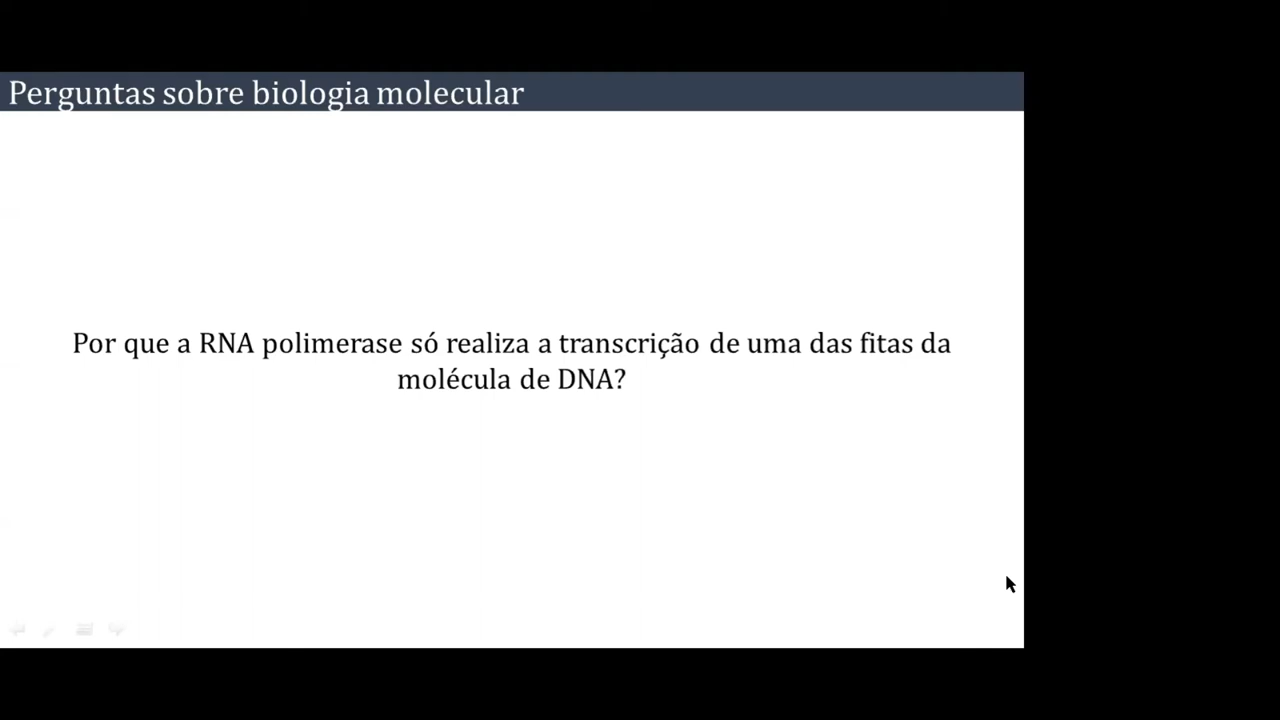 Perguntas sobre biologia molecular
Por que a RNA polimerase só realiza a transcrição de uma das fitas da
molécula de DNA?